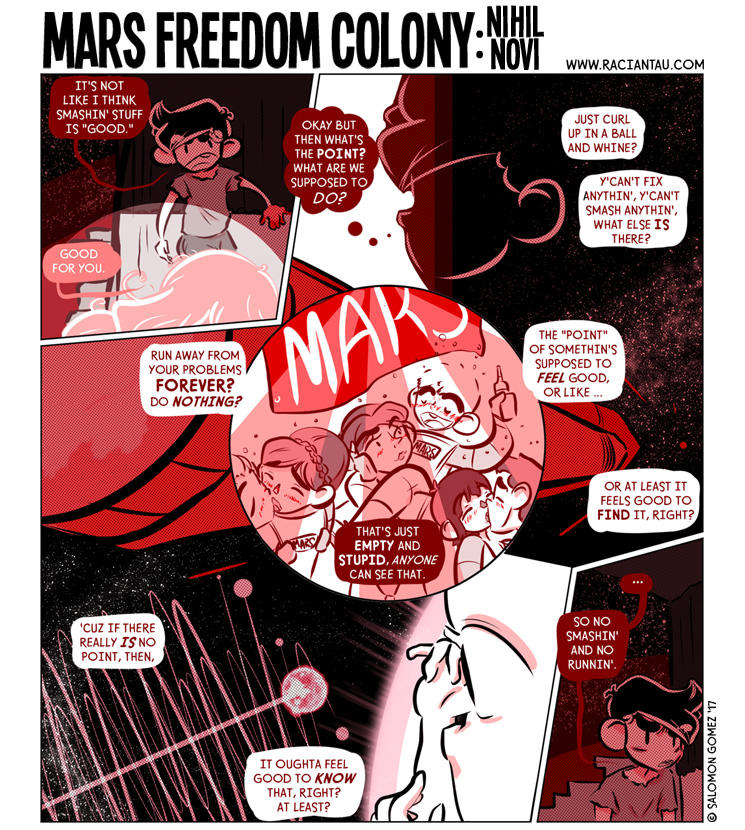 MARS FREEDOM COLONY: NIHIL
NOVI
WWW.RACIANTAU.COM
IT'S NOT
LIKE I THINK
SMASHIN' STUFF
IS "GOOD."
GOOD
FOR YOU.
OKAY BUT
THEN WHAT'S
THE POINT?
WHAT ARE WE
SUPPOSED TO
DO?
JUST CURL
UP IN A BALL
AND WHINE?
Y'CAN'T FIX
ANYTHIN', Y'CAN'T
SMASH ANYTHIN',
WHAT ELSE IS
THERE?
RUN AWAY FROM
YOUR PROBLEMS
FOREVER?
DO NOTHING?
MARS
MARS
MARS
THAT'S JUST
EMPTY AND
STUPID, ANYONE
CAN SEE THAT.
THE "POINT"
OF SOMETHIN'S
SUPPOSED TO
FEEL GOOD,
OR LIKE ...
OR AT LEAST IT
FEELS GOOD TO
FIND IT, RIGHT?
'CUZ IF THERE
REALLY IS NO
POINT, THEN,
IT OUGHTA FEEL
GOOD TO KNOW
THAT, RIGHT?
AT LEAST?
...
SO NO
SMASHIN'
AND NO
RUNNIN'.
© SALOMON GOMEZ '17